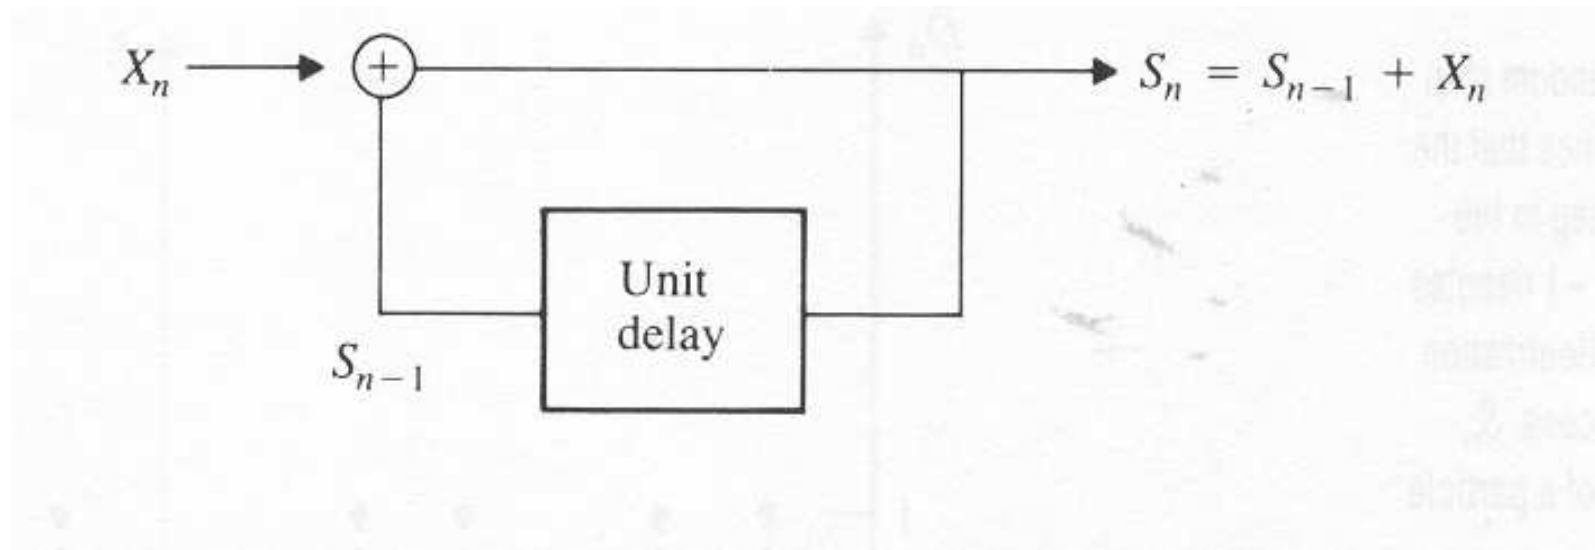 X_n + S_n = S_{n-1} + X_n
Unit
delay
S_{n-1}